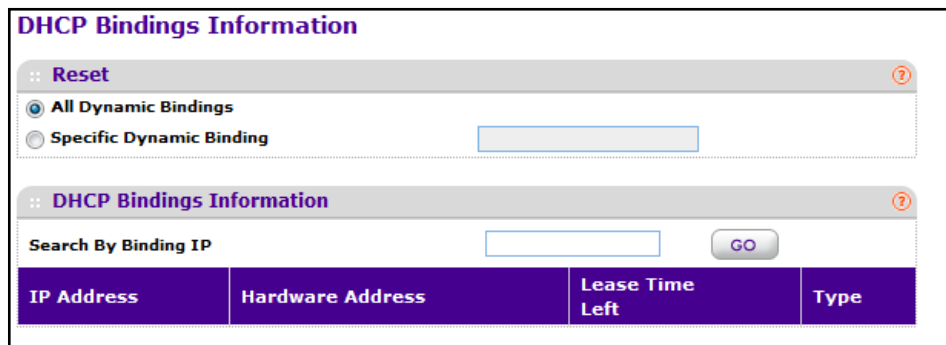 DHCP Bindings Information
:: Reset ?
All Dynamic Bindings
Specific Dynamic Binding
:: DHCP Bindings Information ?
Search By Binding IP GO
IP Address Hardware Address Lease Time Left Type